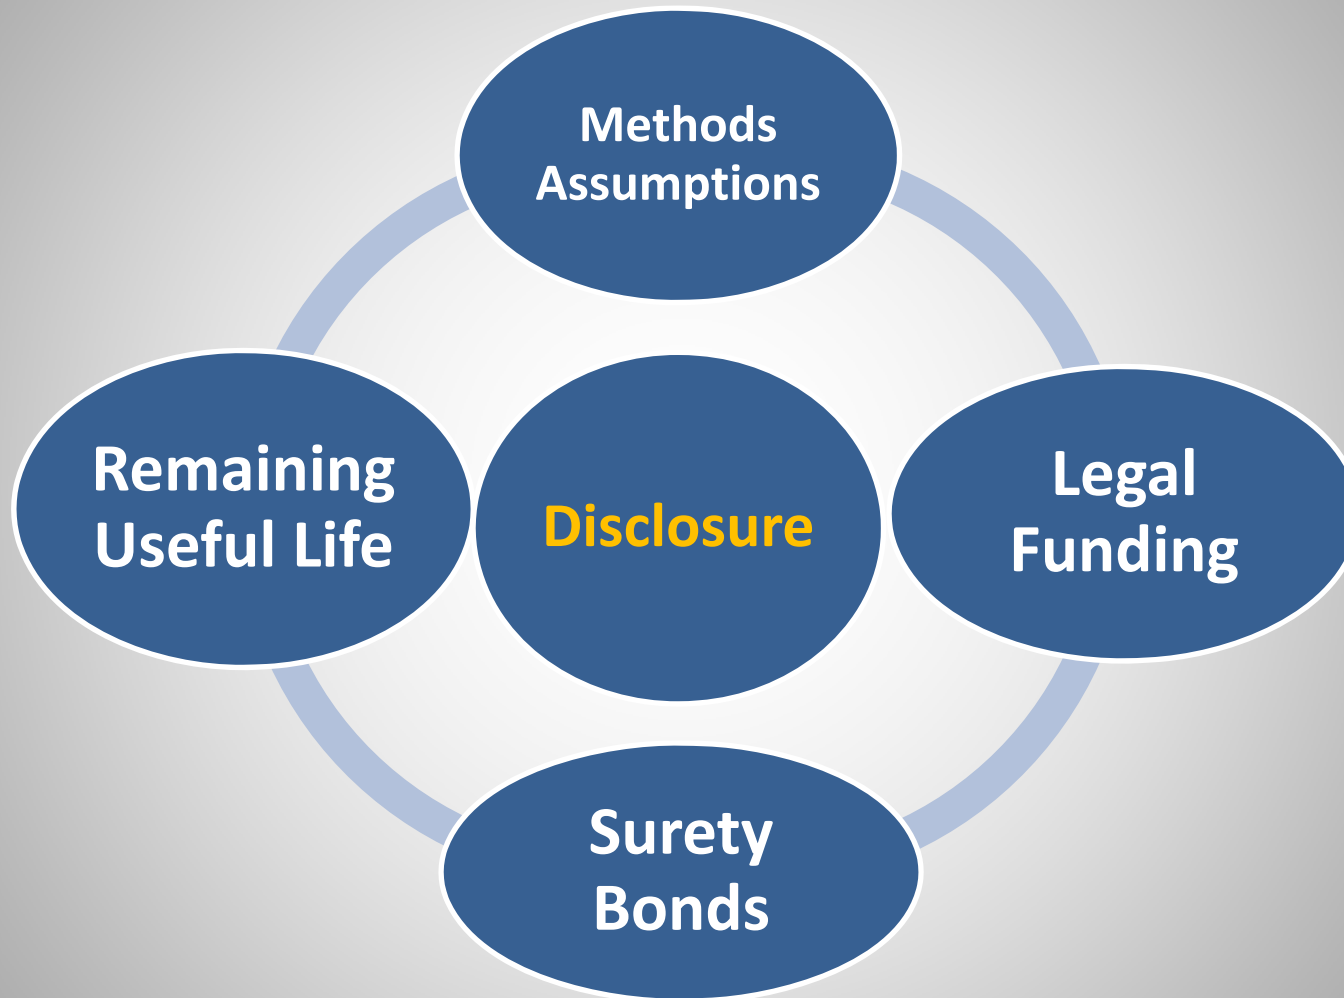 Methods
Assumptions
Remaining
Useful Life
Disclosure
Legal
Funding
Surety
Bonds